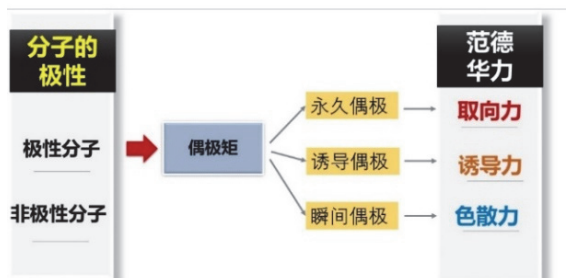 分子的
极性
极性分子
非极性分子
偶极矩
永久偶极
诱导偶极
瞬间偶极
范德
华力
取向力
诱导力
色散力